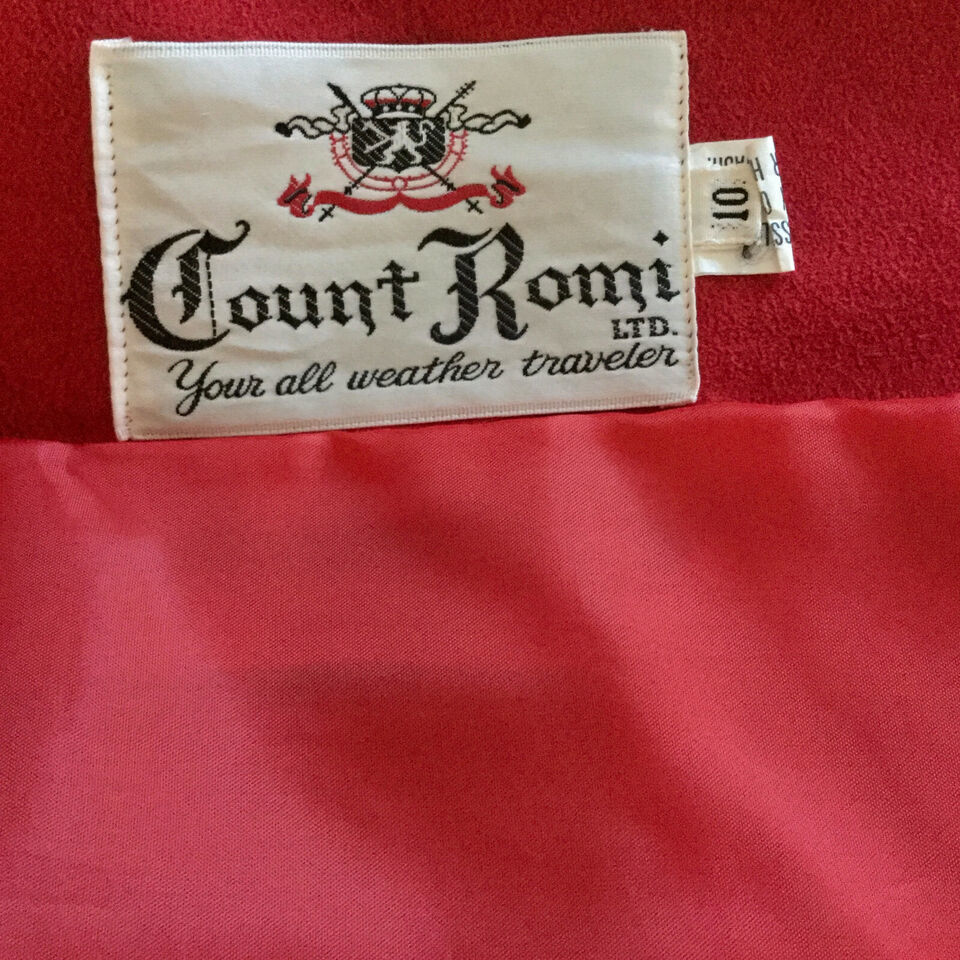 Count Romi
LTD.
Your all weather traveler
10